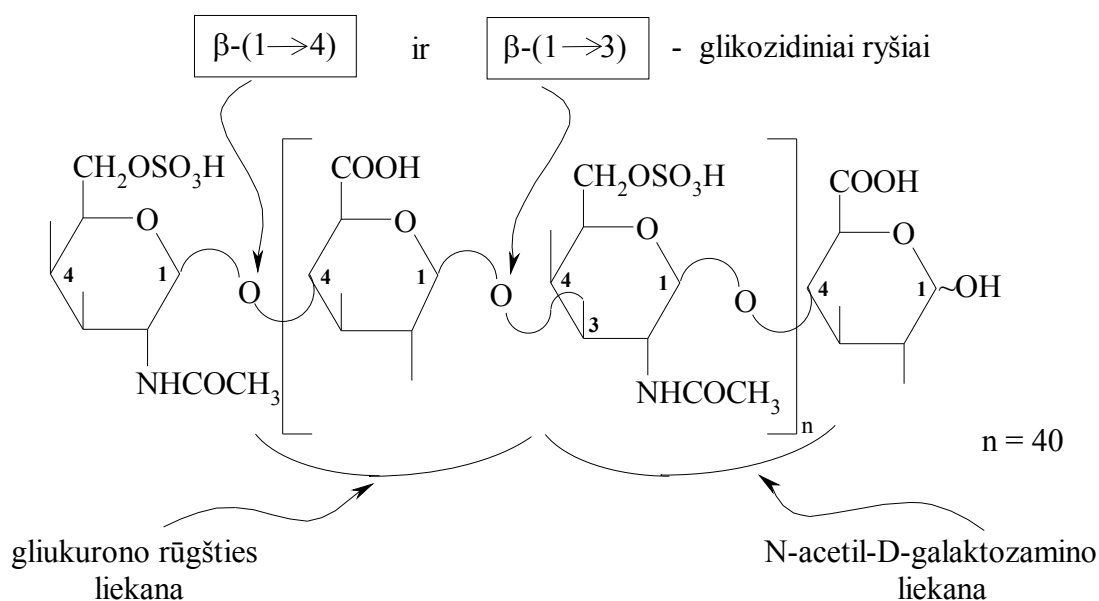 β-(1→4) ir β-(1→3) - glikozidiniai ryšiai
CH2OSO3H COOH CH2OSO3H COOH
O O O O
4 1 O 4 1 O 4 1 O 4 1 ~OH
3
NHCOCH3 NHCOCH3
n
n = 40
gliukurono rūgšties
liekana
N-acetil-D-galaktozamino
liekana